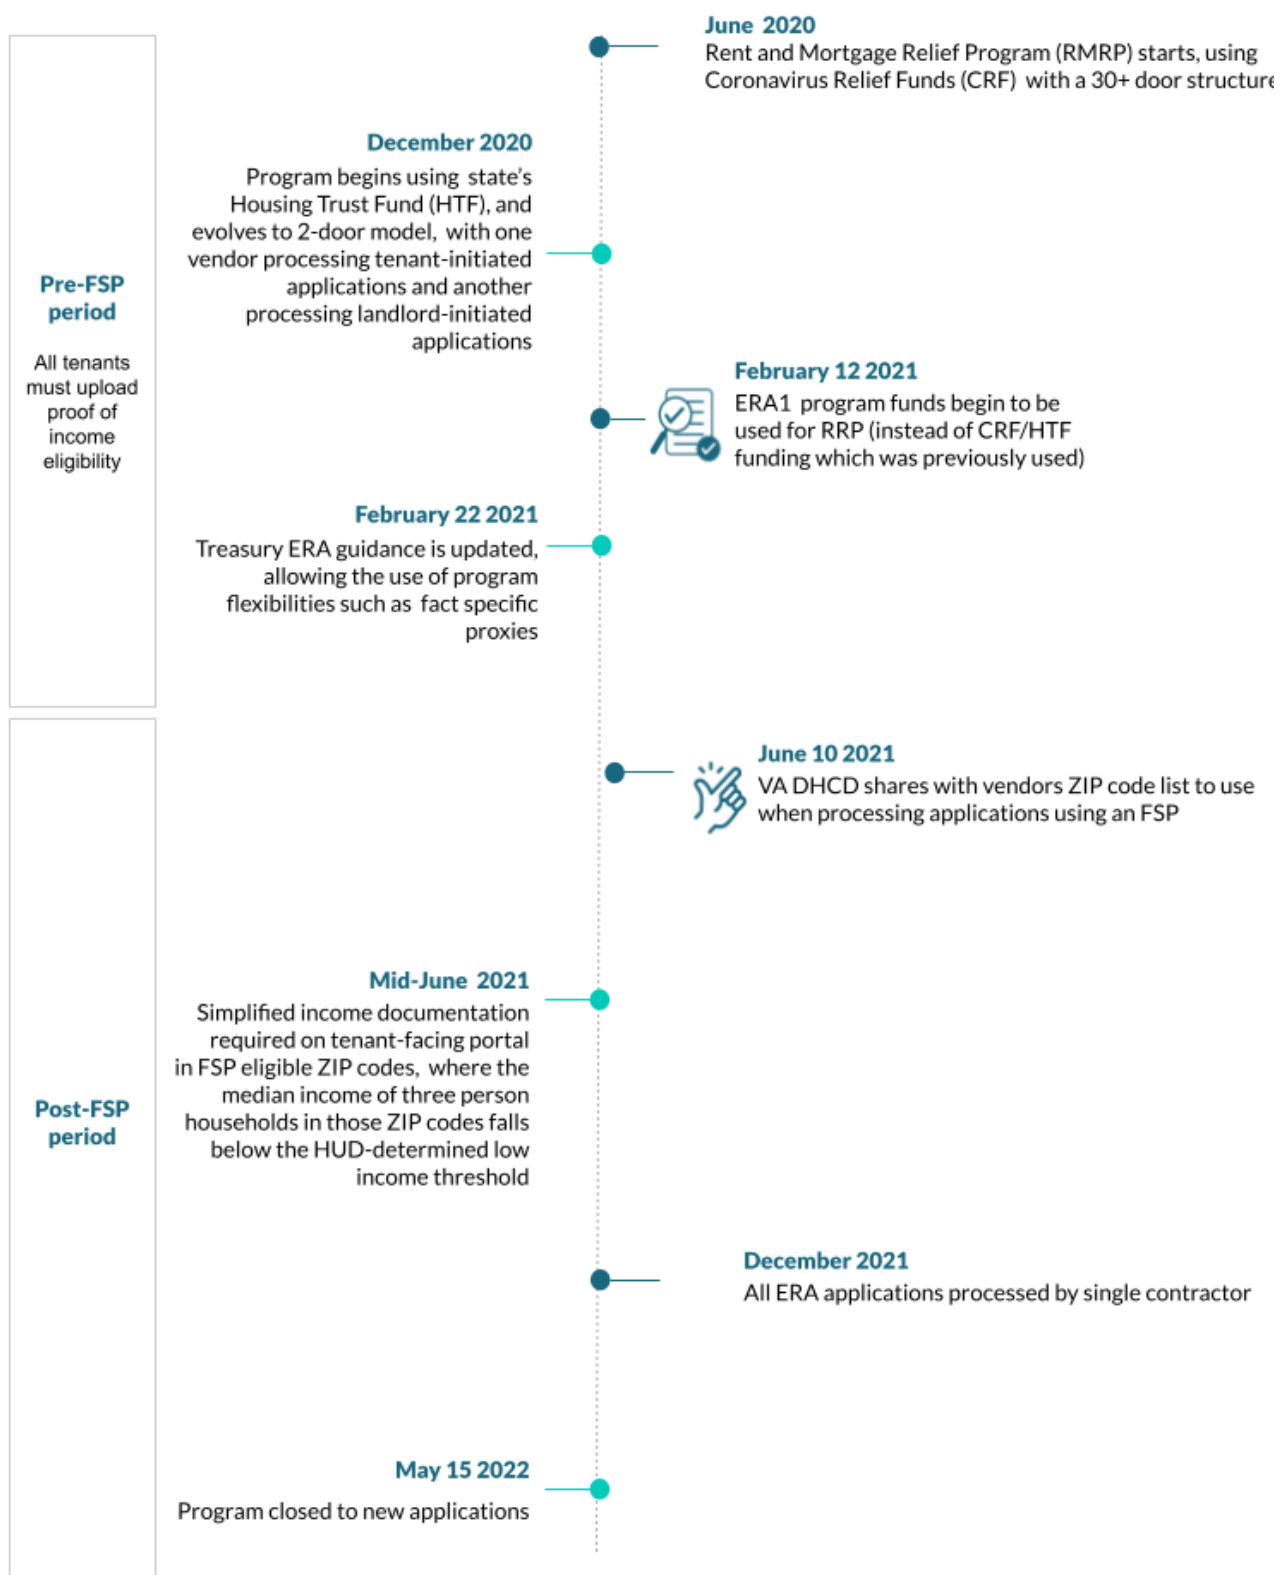 June 2020
Rent and Mortgage Relief Program (RMRP) starts, using
Coronavirus Relief Funds (CRF) with a 30+ door structure
December 2020
Program begins using state's
Housing Trust Fund (HTF), and
evolves to 2-door model, with one
vendor processing tenant-initiated
applications and another
processing landlord-initiated
applications
Pre-FSP
period
All tenants
must upload
proof of
income
eligibility
February 12 2021
ERA1 program funds begin to be
used for RRP (instead of CRF/HTF
funding which was previously used)
February 22 2021
Treasury ERA guidance is updated,
allowing the use of program
flexibilities such as fact specific
proxies
June 10 2021
VA DHCD shares with vendors ZIP code list to use
when processing applications using an FSP
Mid-June 2021
Simplified income documentation
required on tenant-facing portal
in FSP eligible ZIP codes, where the
median income of three person
households in those ZIP codes falls
below the HUD-determined low
income threshold
Post-FSP
period
December 2021
All ERA applications processed by single contractor
May 15 2022
Program closed to new applications